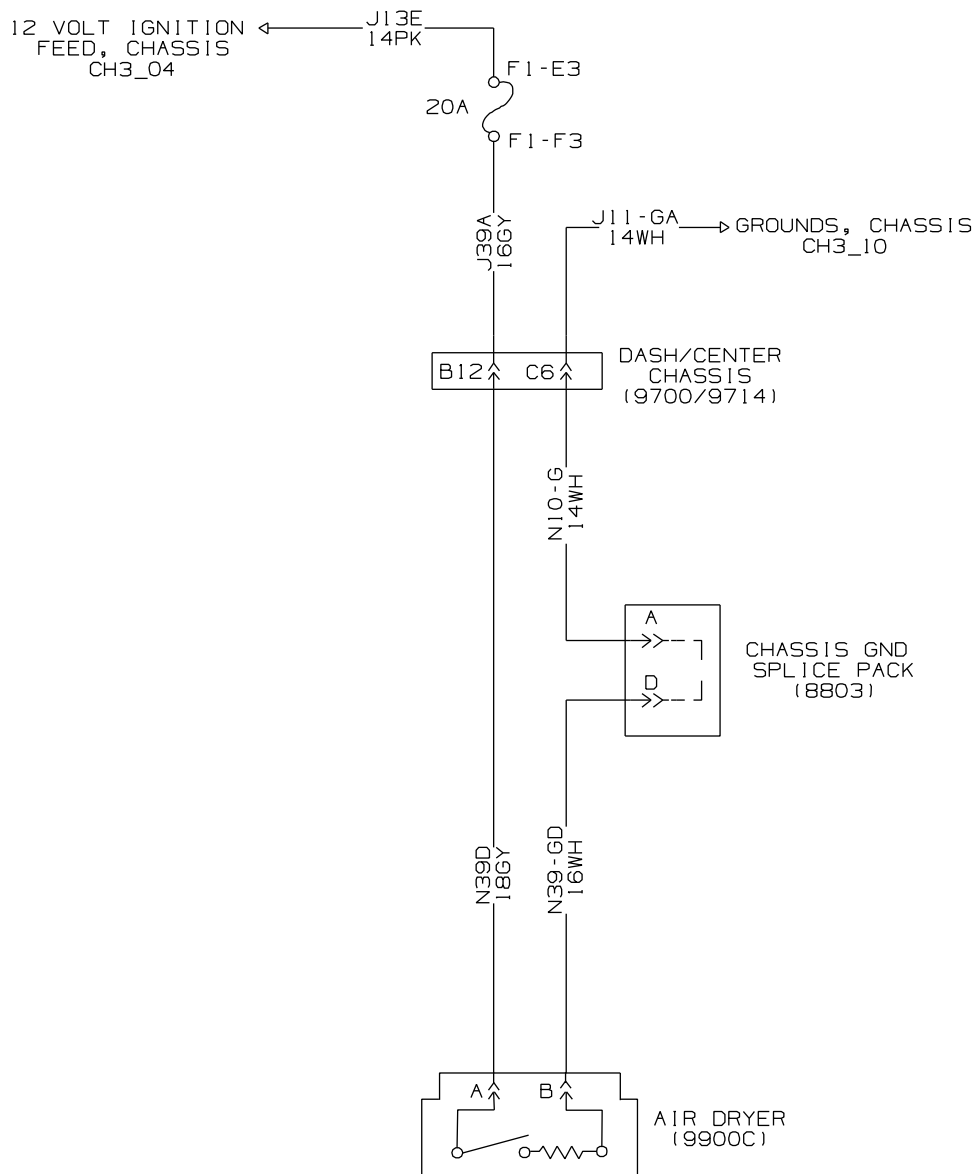 12 VOLT IGNITION
FEED, CHASSIS
CH3_04
J13E
14PK
F1-E3
20A
F1-F3
J39A
16GY
J11-GA
14WH
GROUNDS, CHASSIS
CH3_10
B12
C6
DASH/CENTER
CHASSIS
(9700/9714)
N10-G
14WH
A
D
CHASSIS GND
SPLICE PACK
(8803)
N39D
18GY
N39-GD
16WH
A
B
AIR DRYER
(9900C)